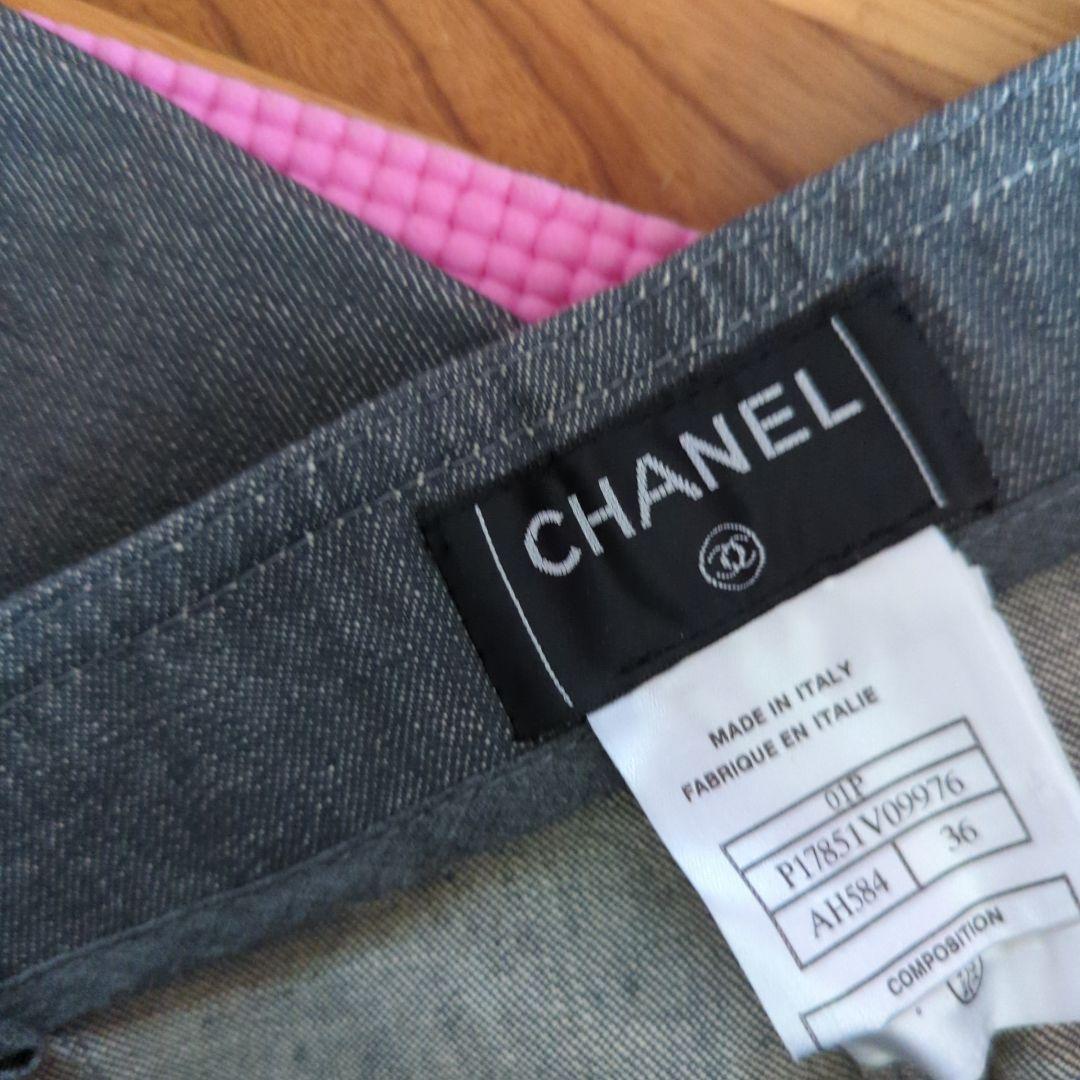 CHANEL
MADE IN ITALY
FABRIQUE EN ITALIE
01P
P17851V09976
AH584 36
COMPOSITION